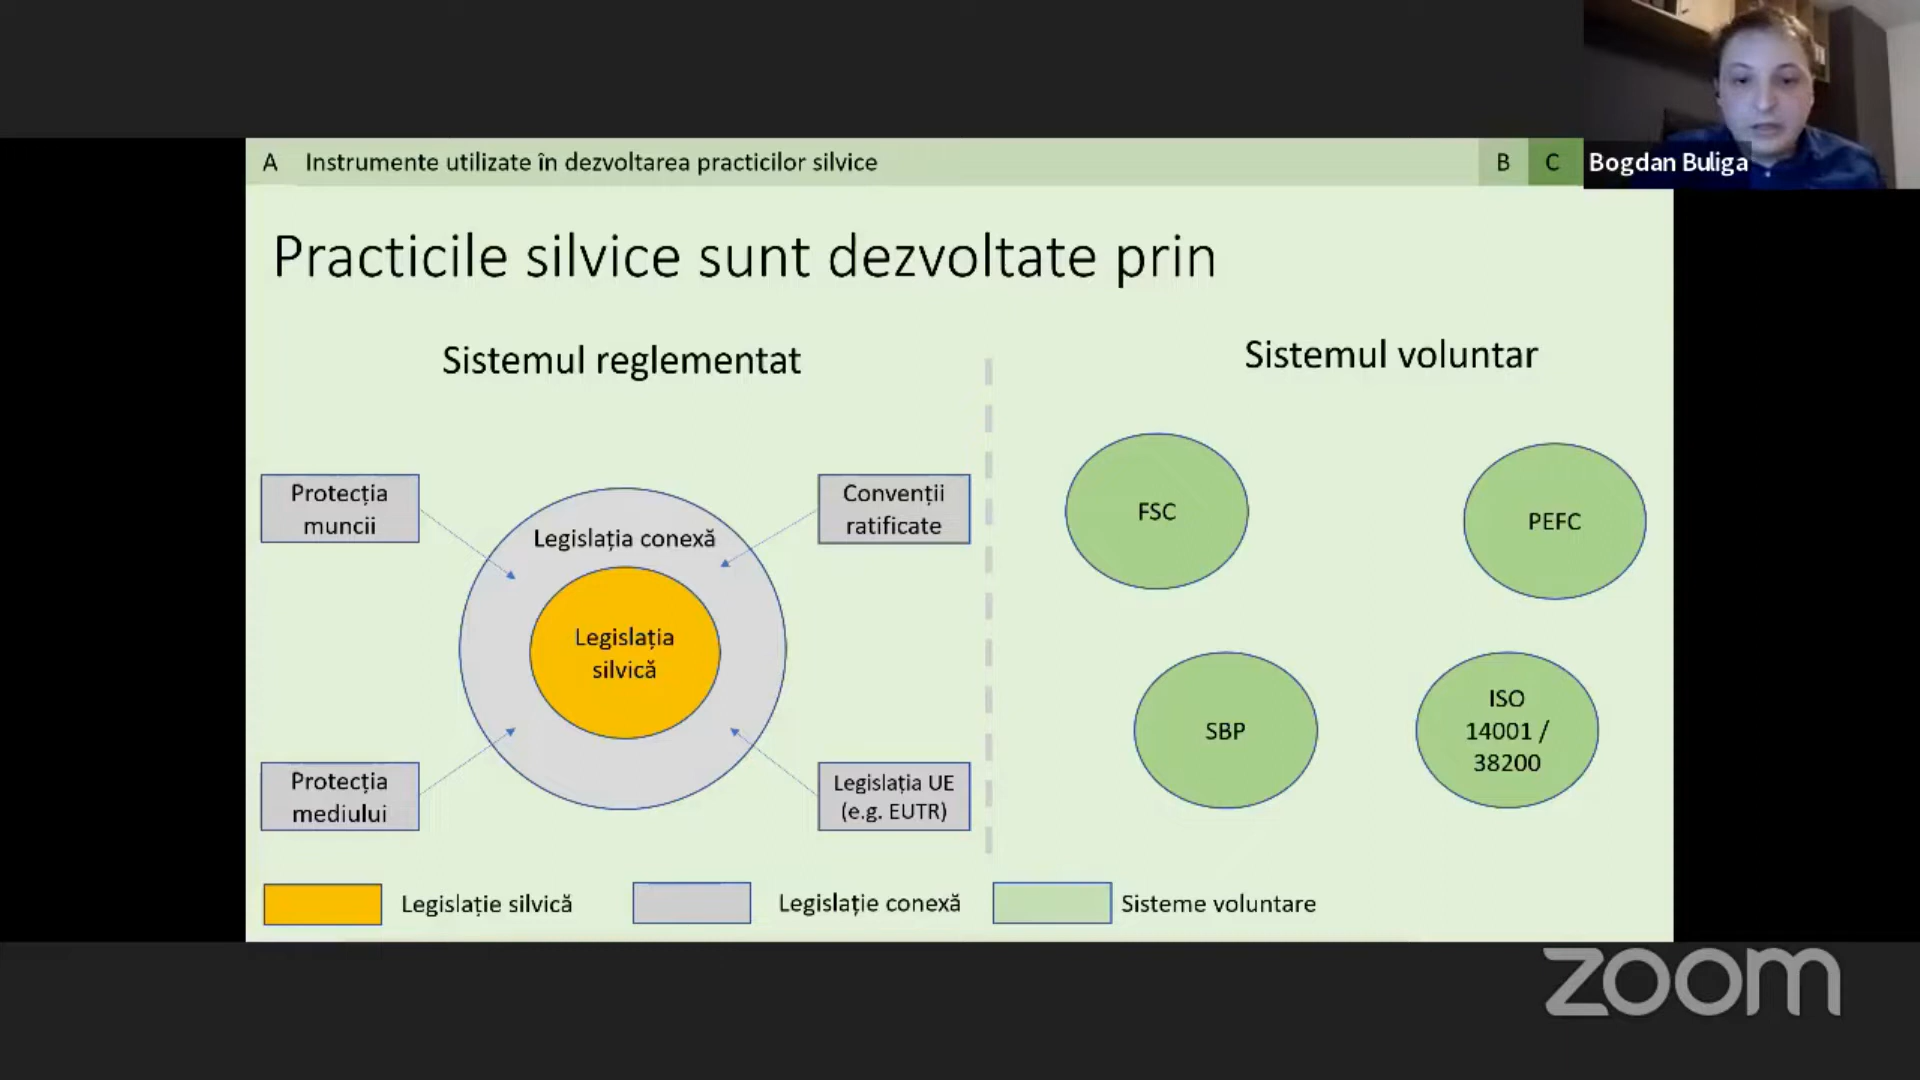 A Instrumente utilizate în dezvoltarea practicilor silvice B C
Bogdan Buliga
Practicile silvice sunt dezvoltate prin
Sistemul reglementat
Sistemul voluntar
Protecția
muncii
Convenții
ratificate
Legislația conexă
Legislația
silvică
Protecția
mediului
Legislația UE
(e.g. EUTR)
FSC
PEFC
SBP
ISO
14001 /
38200
Legislație silvică
Legislație conexă
Sisteme voluntare
zoom